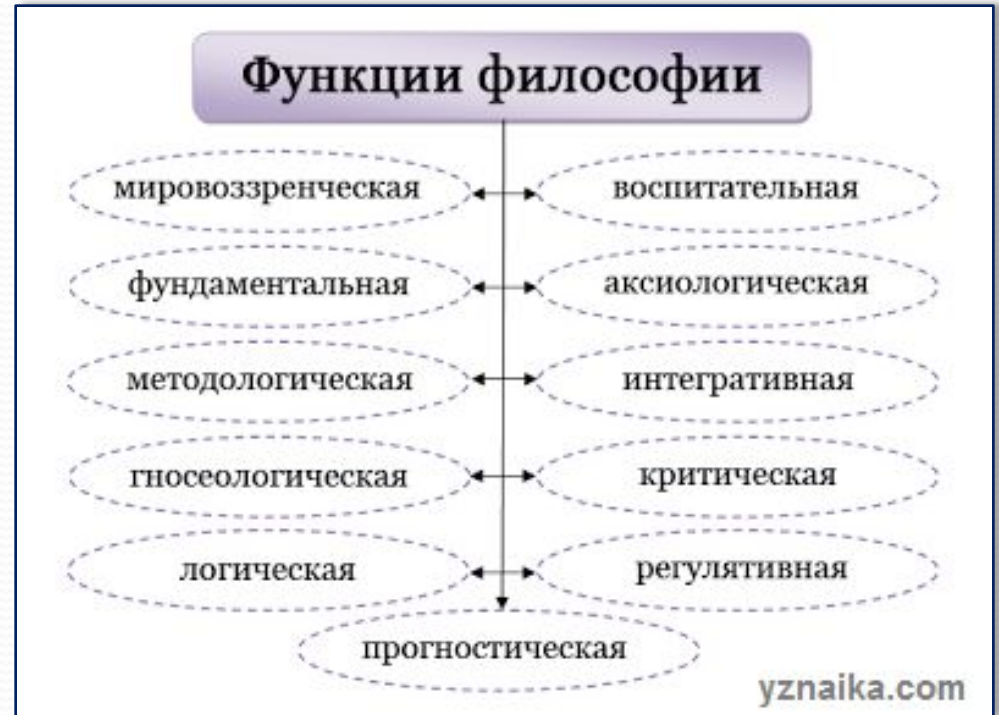 Функции философии
мировоззренческая
воспитательная
фундаментальная
аксиологическая
методологическая
интегративная
гносеологическая
критическая
логическая
регулятивная
прогностическая
yznaika.com